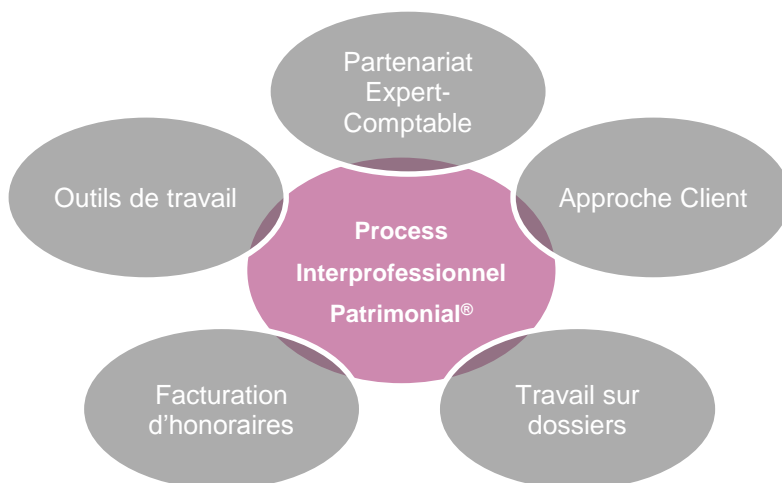 Partenariat
Expert-
Comptable
Outils de travail
Approche Client
Process
Interprofessionnel
Patrimonial®
Facturation
d'honoraires
Travail sur
dossiers